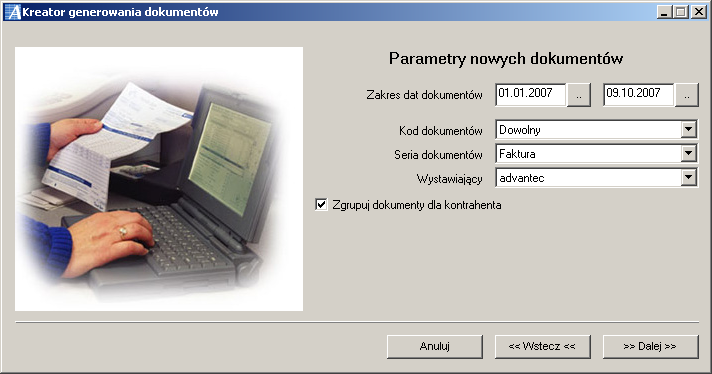 Kreator generowania dokumentów
Parametry nowych dokumentów
Zakres dat dokumentów 01.01.2007 .. 09.10.2007 ..
Kod dokumentów Dowolny
Seria dokumentów Faktura
Wystawiający advantec
Zgrupuj dokumenty dla kontrahenta
Anuluj << Wstecz << >> Dalej >>